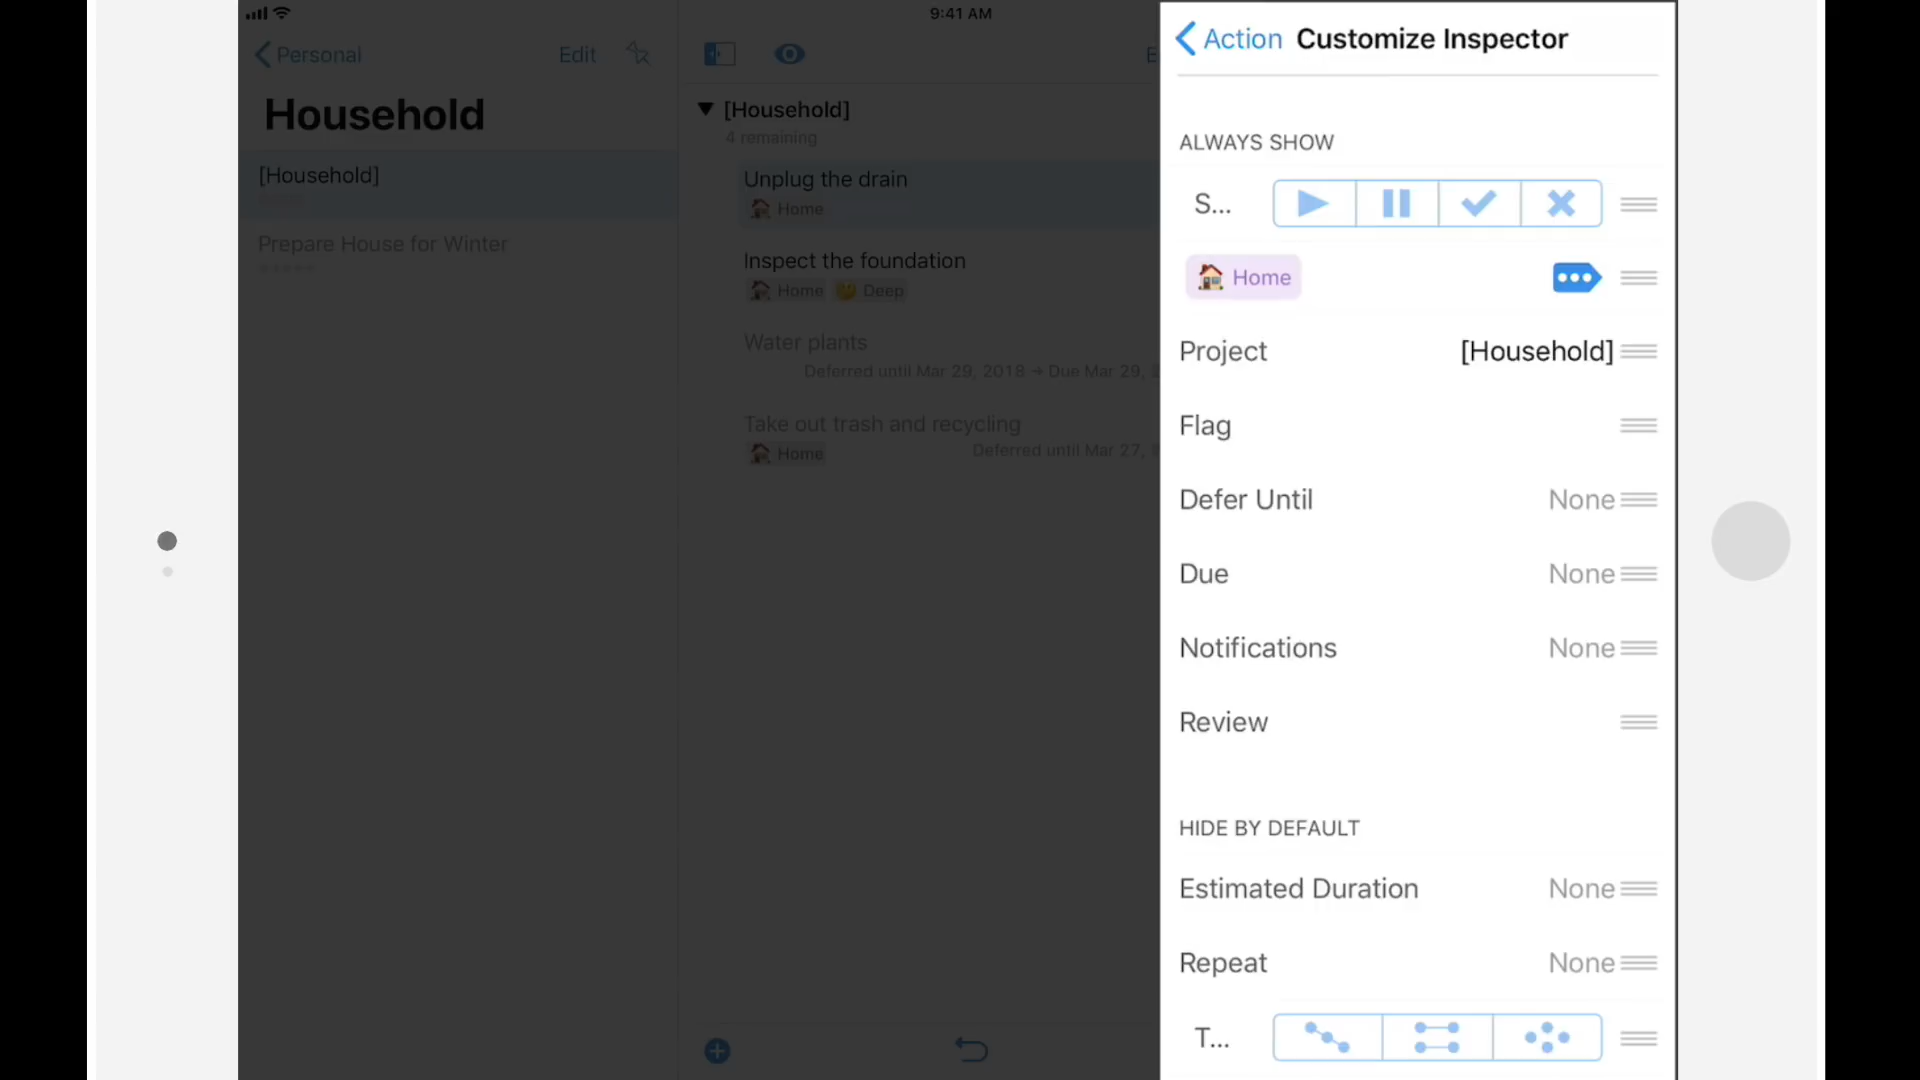 9:41 AM
Personal
Edit
Household
[Household]
Prepare House for Winter
[Household]
4 remaining
Unplug the drain
Home
Inspect the foundation
Home Deep
Water plants
Deferred until Mar 29, 2018 → Due Mar 29,
Take out trash and recycling
Home
Deferred until Mar 27,
Action
Customize Inspector
ALWAYS SHOW
S...
Home
Project [Household]
Flag
Defer Until None
Due None
Notifications None
Review
HIDE BY DEFAULT
Estimated Duration None
Repeat None
T...